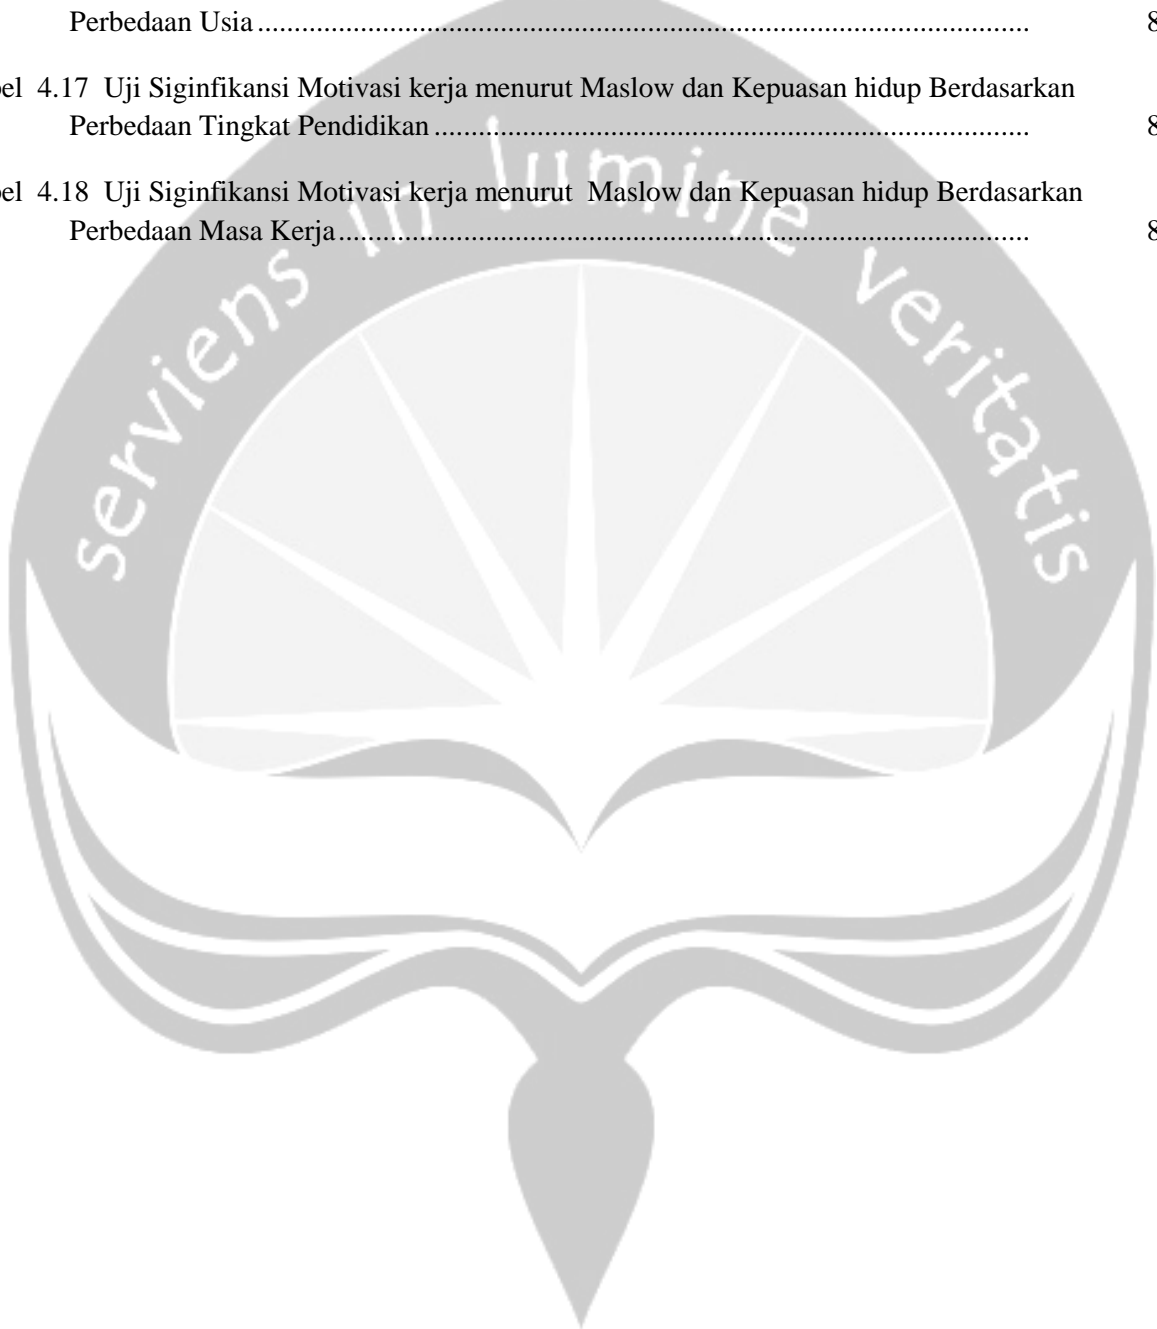 Perbedaan Usia ........................................................................................................ 8
el 4.17 Uji Siginfikansi Motivasi kerja menurut Maslow dan Kepuasan hidup Berdasarkan
Perbedaan Tingkat Pendidikan ................................................................................ 8
el 4.18 Uji Siginfikansi Motivasi kerja menurut Maslow dan Kepuasan hidup Berdasarkan
Perbedaan Masa Kerja ............................................................................................. 8
serviens in lumine veritatis